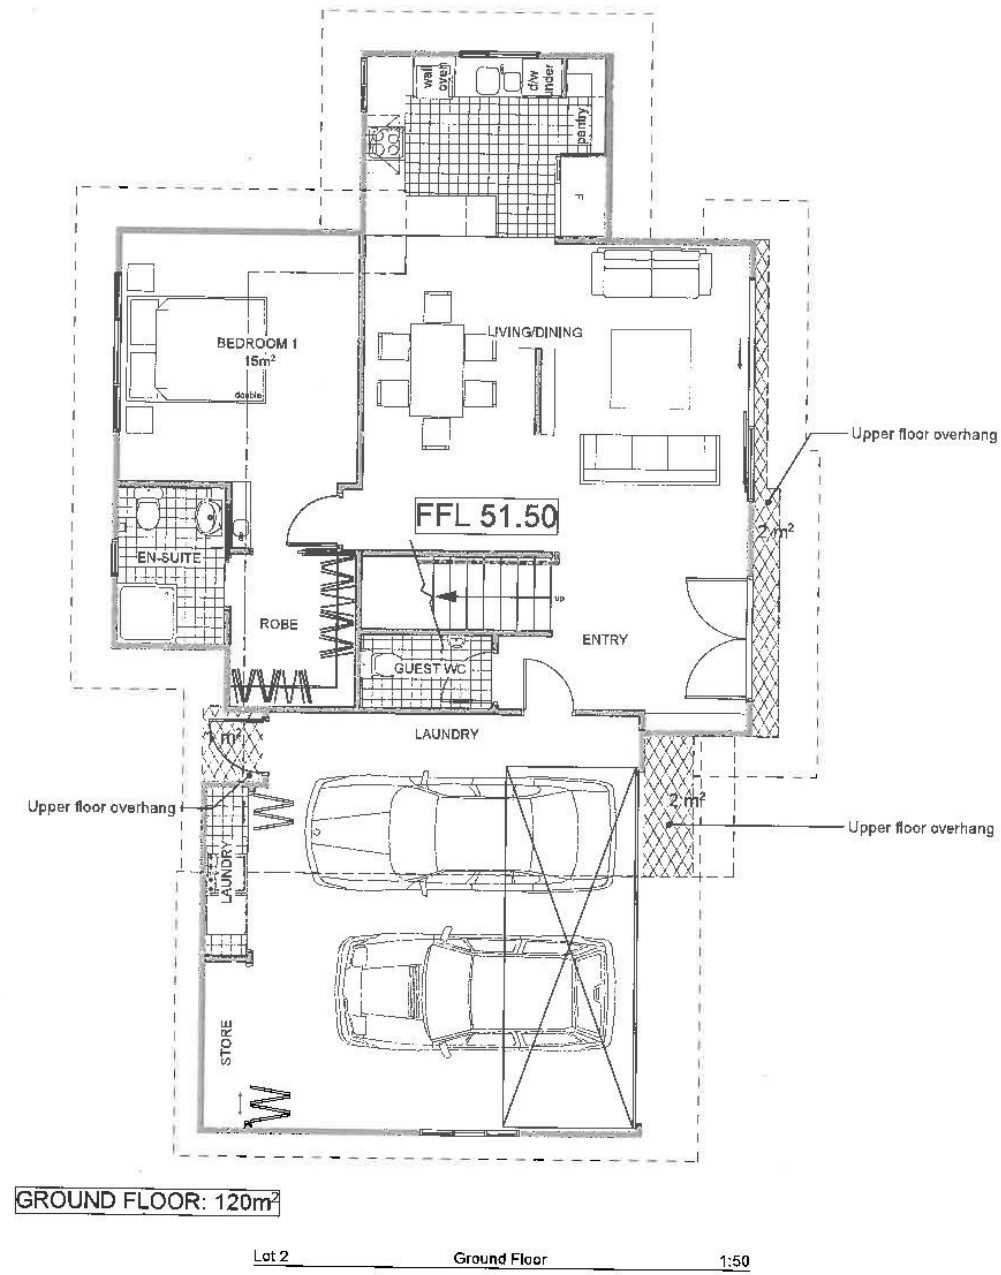 wall
oven
d/w
under
pantry
F
BEDROOM 1
15m²
double
LIVING/DINING
Upper floor overhang
FFL 51.50
2 m²
EN-SUITE
up
ROBE
ENTRY
GUEST WC
LAUNDRY
1 m²
Upper floor overhang
2 m²
Upper floor overhang
LAUNDRY
STORE
GROUND FLOOR: 120m²
Lot 2 Ground Floor 1:50